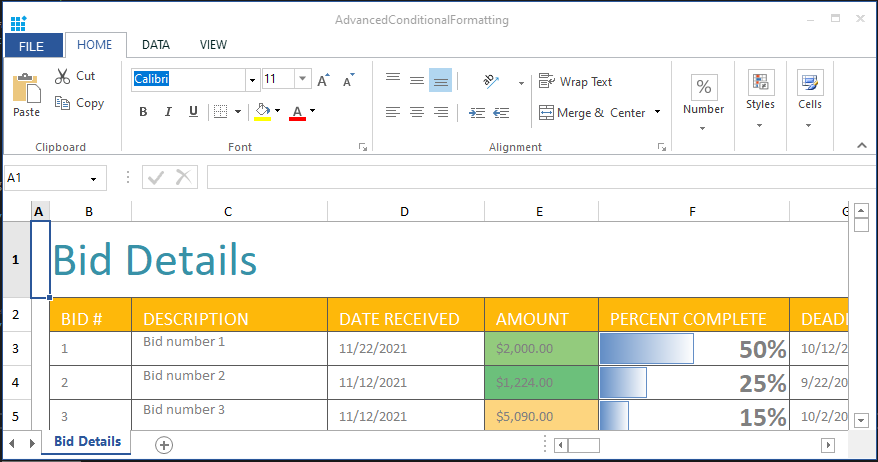 AdvancedConditionalFormatting
FILE HOME DATA VIEW
Paste Cut Copy
Clipboard
Calibri 11
B I U A
Font
Wrap Text
Merge & Center
Alignment
% Number Styles Cells
A1
A B C D E F G
1 Bid Details
2 BID # DESCRIPTION DATE RECEIVED AMOUNT PERCENT COMPLETE DEADL
3 1 Bid number 1 11/22/2021 $2,000.00 50% 10/12/2
4 2 Bid number 2 11/12/2021 $1,224.00 25% 9/22/20
5 3 Bid number 3 11/12/2021 $5,090.00 15% 10/2/20
Bid Details